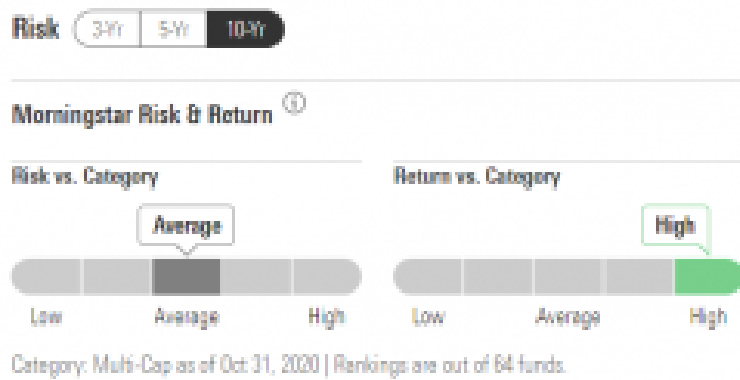 Risk 3-Yr 5-Yr 10-Yr
Morningstar Risk & Return
Risk vs. Category Return vs. Category
Average High
Low Average High Low Average High
Category: Multi-Cap as of Oct 31, 2020 | Rankings are out of 64 funds.